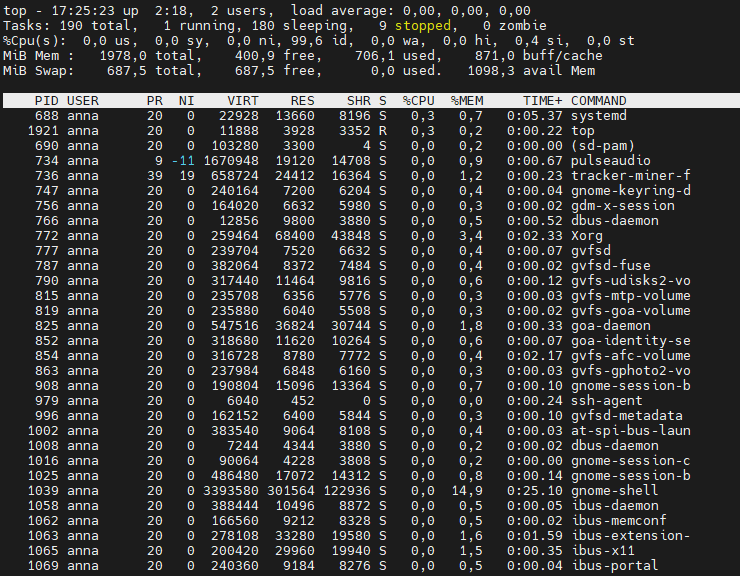 top - 17:25:23 up  2:18,  2 users,  load average: 0,00, 0,00, 0,00
Tasks: 190 total,   1 running, 180 sleeping,   9 stopped,   0 zombie
%Cpu(s):  0,0 us,  0,0 sy,  0,0 ni, 99,6 id,  0,0 wa,  0,0 hi,  0,4 si,  0,0 st
MiB Mem :   1978,0 total,    400,9 free,    706,1 used,    871,0 buff/cache
MiB Swap:    687,5 total,    687,5 free,      0,0 used.   1098,3 avail Mem
PID USER      PR  NI    VIRT    RES    SHR S  %CPU  %MEM     TIME+ COMMAND
688 anna      20   0   22928  13660   8196 S   0,3   0,7   0:05.37 systemd
1921 anna      20   0   11888   3928   3352 R   0,3   0,2   0:00.22 top
690 anna      20   0  103280   3300      4 S   0,0   0,2   0:00.00 (sd-pam)
734 anna       9 -11 1670948  19120  14708 S   0,0   0,9   0:00.67 pulseaudio
736 anna      39  19  658724  24412  16364 S   0,0   1,2   0:00.23 tracker-miner-f
747 anna      20   0  240164   7200   6204 S   0,0   0,4   0:00.04 gnome-keyring-d
756 anna      20   0  164020   6632   5980 S   0,0   0,3   0:00.02 gdm-x-session
766 anna      20   0   12856   9800   3880 S   0,0   0,5   0:00.52 dbus-daemon
772 anna      20   0  259464  68400  43848 S   0,0   3,4   0:02.33 Xorg
777 anna      20   0  239704   7520   6632 S   0,0   0,4   0:00.07 gvfsd
787 anna      20   0  382064   8372   7484 S   0,0   0,4   0:00.02 gvfsd-fuse
790 anna      20   0  317440  11464   9816 S   0,0   0,6   0:00.12 gvfs-udisks2-vo
815 anna      20   0  235708   6356   5776 S   0,0   0,3   0:00.03 gvfs-mtp-volume
819 anna      20   0  235880   6040   5508 S   0,0   0,3   0:00.02 gvfs-goa-volume
825 anna      20   0  547516  36824  30744 S   0,0   1,8   0:00.33 goa-daemon
852 anna      20   0  318680  11620  10264 S   0,0   0,6   0:00.07 goa-identity-se
854 anna      20   0  316728   8780   7772 S   0,0   0,4   0:02.17 gvfs-afc-volume
863 anna      20   0  237984   6848   6160 S   0,0   0,3   0:00.03 gvfs-gphoto2-vo
908 anna      20   0  190804  15096  13364 S   0,0   0,7   0:00.10 gnome-session-b
979 anna      20   0    6040    452      0 S   0,0   0,0   0:00.24 ssh-agent
996 anna      20   0  162152   6400   5844 S   0,0   0,3   0:00.10 gvfsd-metadata
1002 anna      20   0  383540   9064   8108 S   0,0   0,4   0:00.03 at-spi-bus-laun
1008 anna      20   0    7244   4344   3880 S   0,0   0,2   0:00.02 dbus-daemon
1016 anna      20   0   90064   4228   3808 S   0,0   0,2   0:00.00 gnome-session-c
1025 anna      20   0  486480  17072  14312 S   0,0   0,8   0:00.14 gnome-session-b
1039 anna      20   0 3393580 301564 122936 S   0,0  14,9   0:25.10 gnome-shell
1058 anna      20   0  388444  10496   8872 S   0,0   0,5   0:00.05 ibus-daemon
1062 anna      20   0  166560   9212   8328 S   0,0   0,5   0:00.02 ibus-memconf
1063 anna      20   0  278108  33280  19580 S   0,0   1,6   0:01.59 ibus-extension-
1065 anna      20   0  200420  29960  19940 S   0,0   1,5   0:00.35 ibus-x11
1069 anna      20   0  240360   9184   8276 S   0,0   0,5   0:00.04 ibus-portal